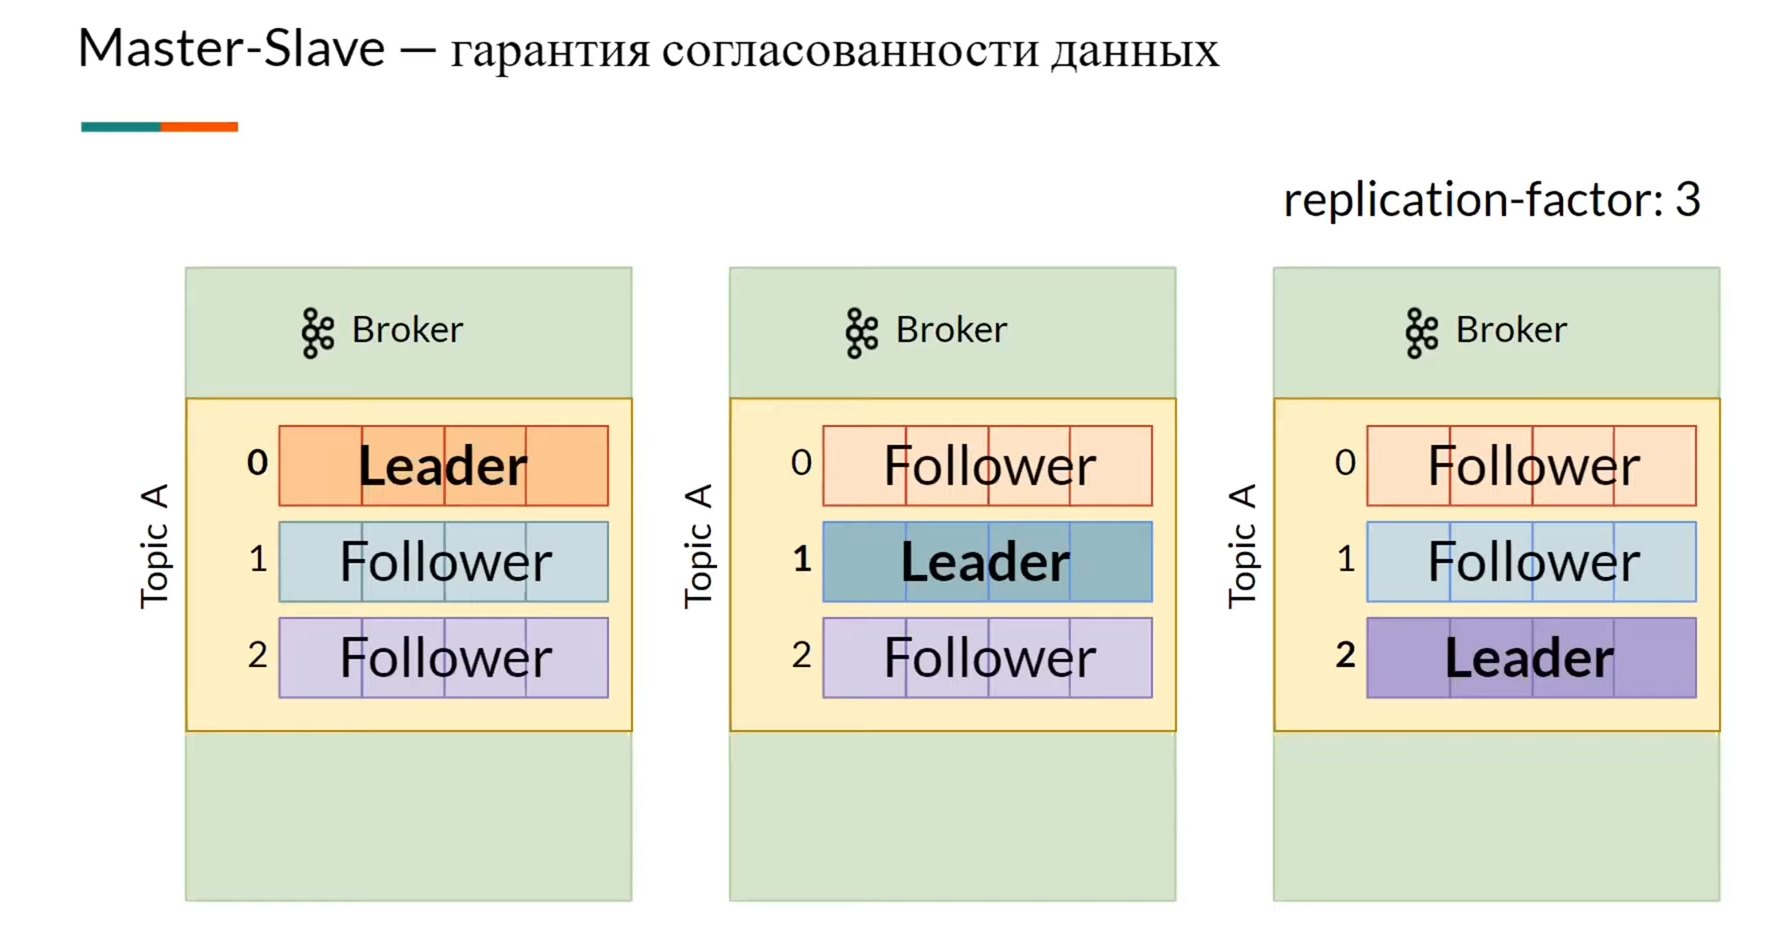 Master-Slave — гарантия согласованности данных
replication-factor: 3
Broker
Topic A
0 Leader
1 Follower
2 Follower
Broker
Topic A
0 Follower
1 Leader
2 Follower
Broker
Topic A
0 Follower
1 Follower
2 Leader